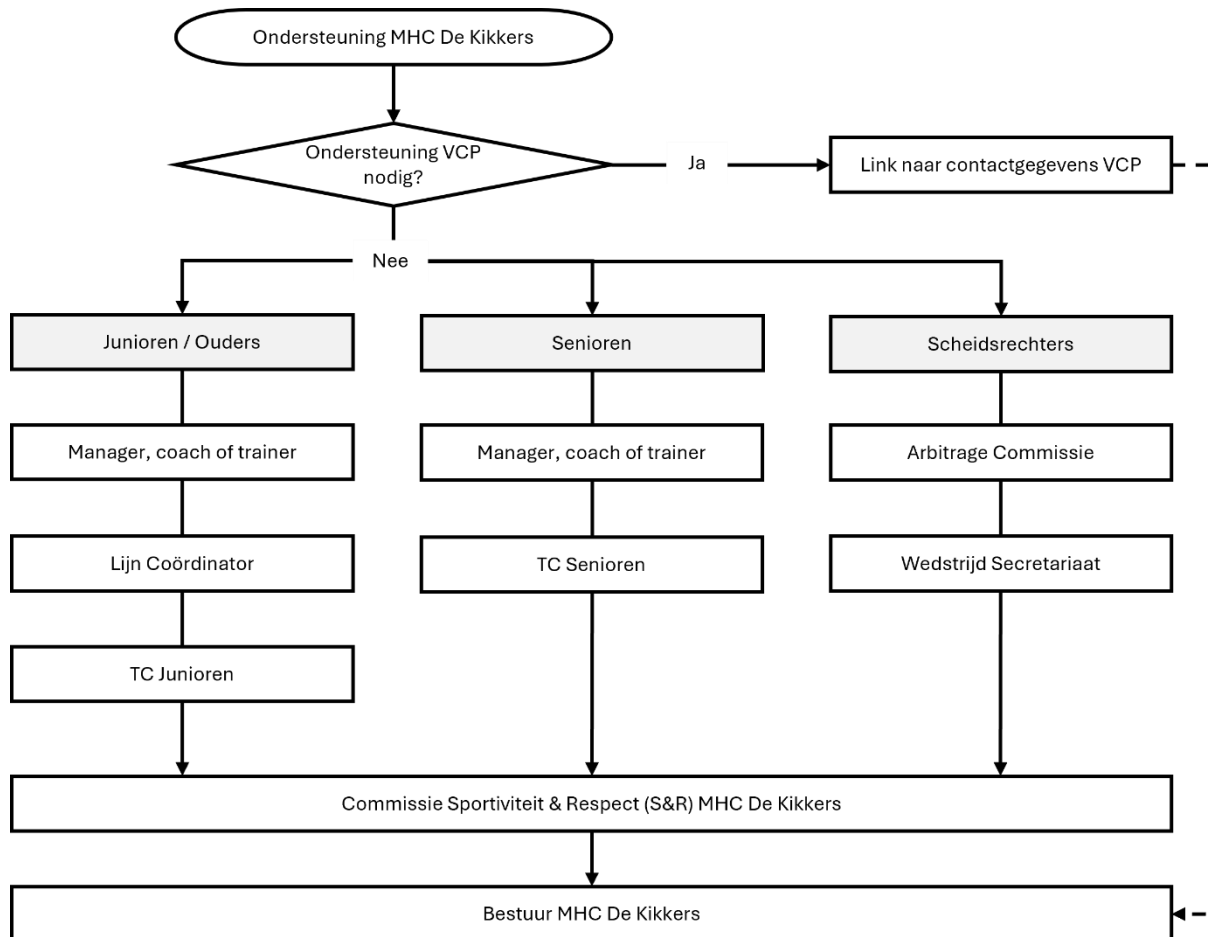 Ondersteuning MHC De Kikkers
Ondersteuning VCP
nodig?
Ja
Link naar contactgegevens VCP
Nee
Junioren / Ouders
Senioren
Scheidsrechters
Manager, coach of trainer
Manager, coach of trainer
Arbitrage Commissie
Lijn Coördinator
TC Senioren
Wedstrijd Secretariaat
TC Junioren
Commissie Sportiviteit & Respect (S&R) MHC De Kikkers
Bestuur MHC De Kikkers